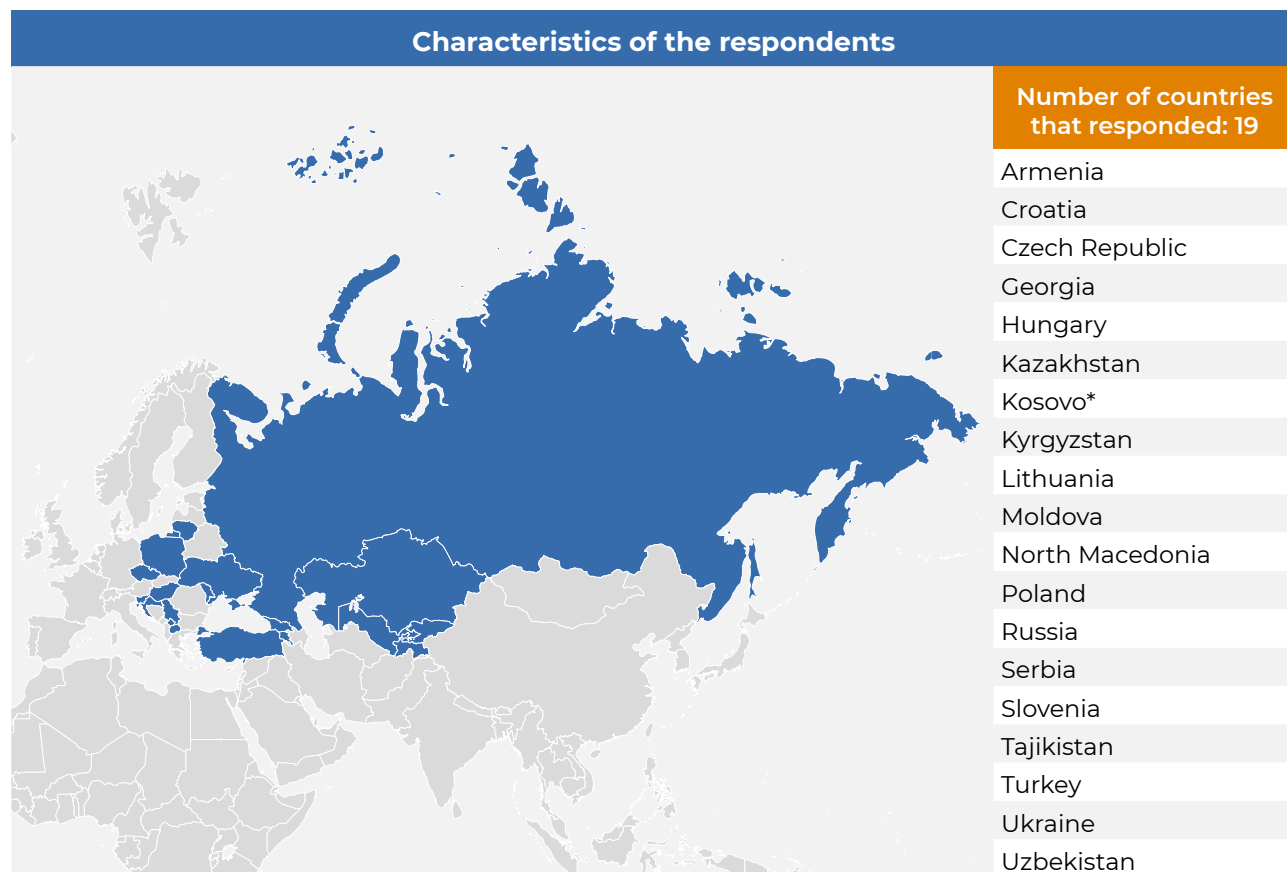 Characteristics of the respondents
Number of countries
that responded: 19
Armenia
Croatia
Czech Republic
Georgia
Hungary
Kazakhstan
Kosovo*
Kyrgyzstan
Lithuania
Moldova
North Macedonia
Poland
Russia
Serbia
Slovenia
Tajikistan
Turkey
Ukraine
Uzbekistan